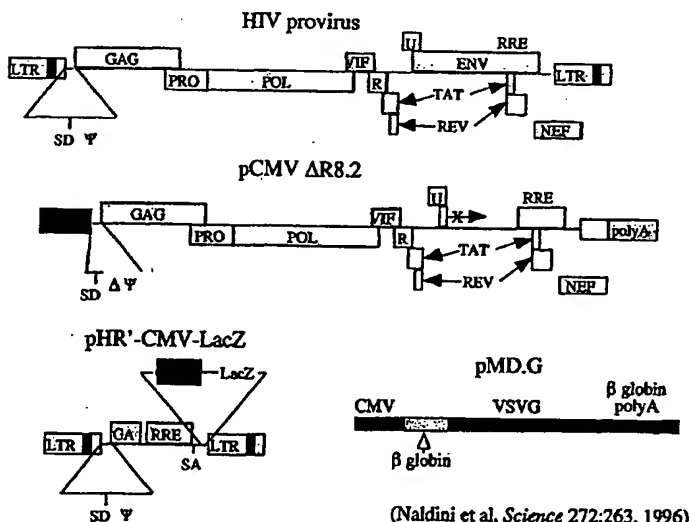 HIV provirus
LTR GAG PRO POL VIF R U RRE ENV LTR
TAT
REV
NEF
SD Ψ
pCMV ΔR8.2
GAG PRO POL VIF R U X RRE polyA
TAT
REV
NEF
SD Δ Ψ
pHR'-CMV-LacZ
LacZ
LTR GA RRE SA LTR
SD Ψ
pMD.G
CMV VSVG β globin
polyA
β globin
(Naldini et al, Science 272:263, 1996)